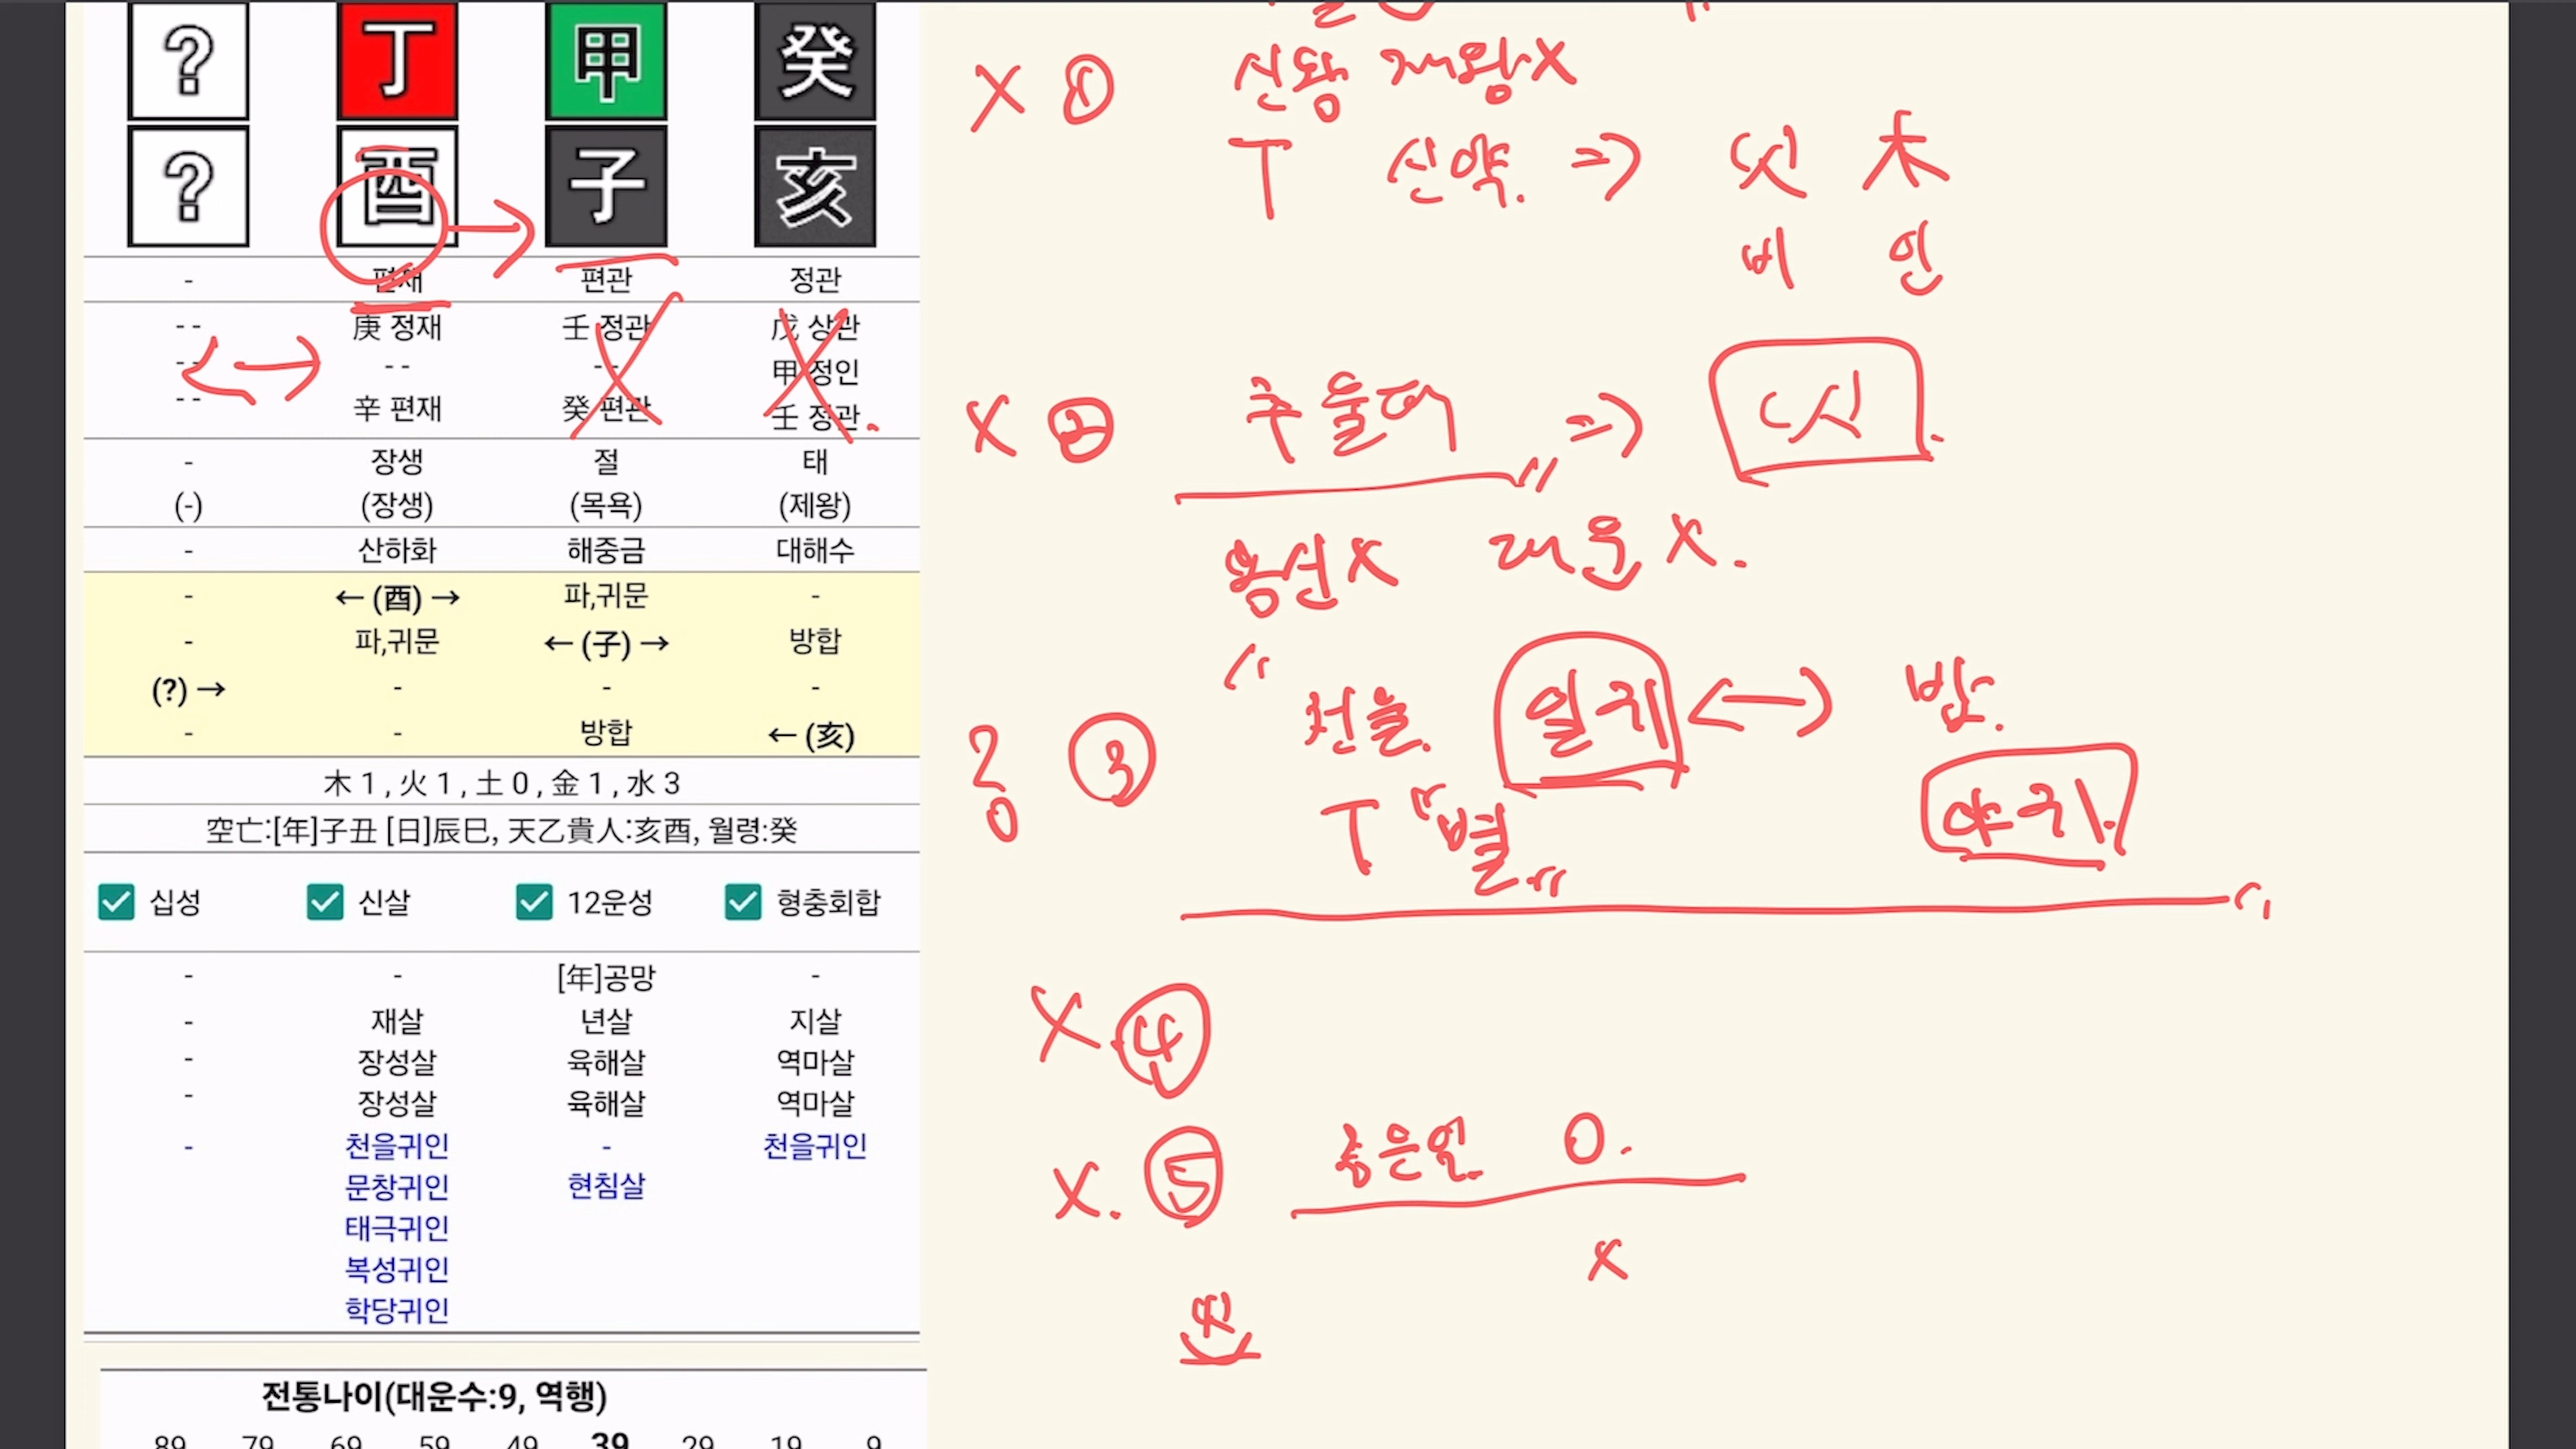 ? 丁 甲 癸
? 酉 子 亥
- 편재 편관 정관
-- 庚 정재 壬 정관 戊 상관
-- -- -- 甲 정인
-- 辛 편재 癸 편관 壬 정관
- 장생 절 태
(-) (장생) (목욕) (제왕)
- 산하화 해중금 대해수
- ←(酉)→ 파,귀문 -
- 파,귀문 ←(子)→ 방합
(?)→ - - -
- - 방합 ←(亥)
木 1 , 火 1 , 土 0 , 金 1 , 水 3
空亡:[年]子丑 [日]辰巳, 天乙貴人:亥酉, 월령:癸
십성 신살 12운성 형충회합
- - [年]공망 -
- 재살 년살 지살
- 장성살 육해살 역마살
- 장성살 육해살 역마살
- 천을귀인 - 천을귀인
문창귀인 현침살
태극귀인
복성귀인
학당귀인
전통나이(대운수:9, 역행)
89 79 69 59 49 39 29 19 9
X ① 신왕 재왕X
丁 신약. ⇒ 火 木
비 인
X ② 추울때 ⇒ 火
용신X 재운 X.
③ 천을. 일귀 ↔ 밤.
丁 "별" 야귀.
X. ④
X. ⑤ 좋은일 O.
X